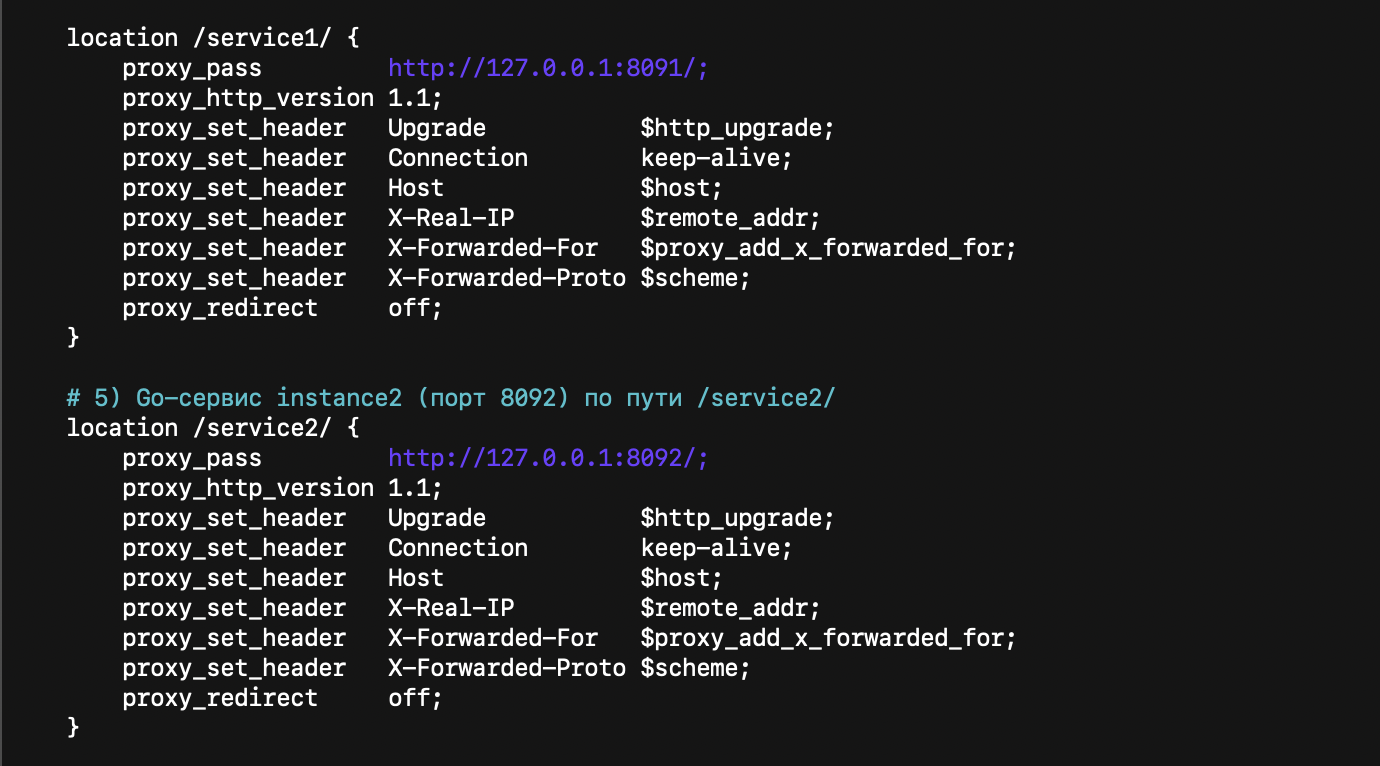 location /service1/ {
    proxy_pass         http://127.0.0.1:8091/;
    proxy_http_version 1.1;
    proxy_set_header   Upgrade           $http_upgrade;
    proxy_set_header   Connection        keep-alive;
    proxy_set_header   Host              $host;
    proxy_set_header   X-Real-IP         $remote_addr;
    proxy_set_header   X-Forwarded-For   $proxy_add_x_forwarded_for;
    proxy_set_header   X-Forwarded-Proto $scheme;
    proxy_redirect     off;
}

# 5) Go-сервис instance2 (порт 8092) по пути /service2/
location /service2/ {
    proxy_pass         http://127.0.0.1:8092/;
    proxy_http_version 1.1;
    proxy_set_header   Upgrade           $http_upgrade;
    proxy_set_header   Connection        keep-alive;
    proxy_set_header   Host              $host;
    proxy_set_header   X-Real-IP         $remote_addr;
    proxy_set_header   X-Forwarded-For   $proxy_add_x_forwarded_for;
    proxy_set_header   X-Forwarded-Proto $scheme;
    proxy_redirect     off;
}